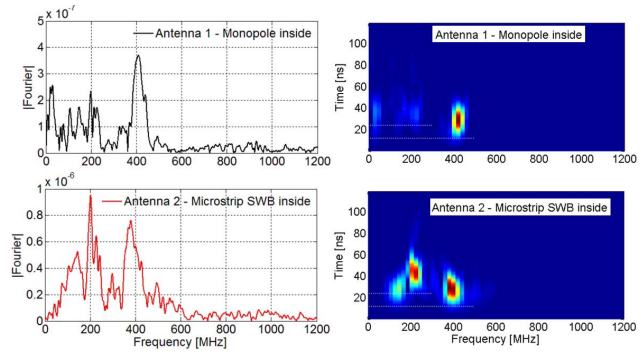 x 10⁻⁷
Antenna 1 - Monopole inside
|Fourier|
4
3
2
1
0
0 200 400 600 800 1000 1200
Antenna 1 - Monopole inside
Time [ns]
100
80
60
40
20
0 200 400 600 800 1000 1200
x 10⁻⁶
Antenna 2 - Microstrip SWB inside
|Fourier|
1
0.8
0.6
0.4
0.2
0
0 200 400 600 800 1000 1200
Frequency [MHz]
Antenna 2 - Microstrip SWB inside
Time [ns]
100
80
60
40
20
0 200 400 600 800 1000 1200
Frequency [MHz]